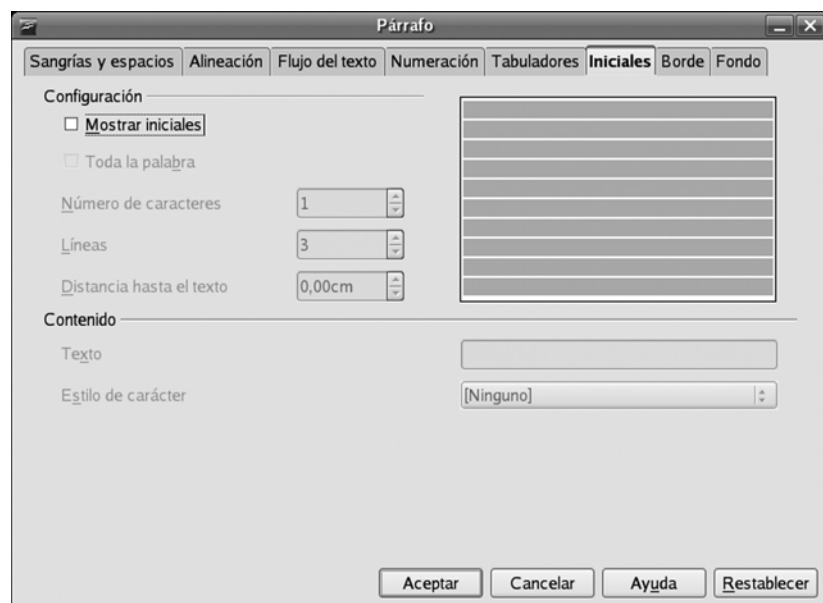 Párrafo
Sangrías y espacios Alineación Flujo del texto Numeración Tabuladores Iniciales Borde Fondo
Configuración
Mostrar iniciales
Toda la palabra
Número de caracteres 1
Líneas 3
Distancia hasta el texto 0,00cm
Contenido
Texto
Estilo de carácter [Ninguno]
Aceptar Cancelar Ayuda Restablecer